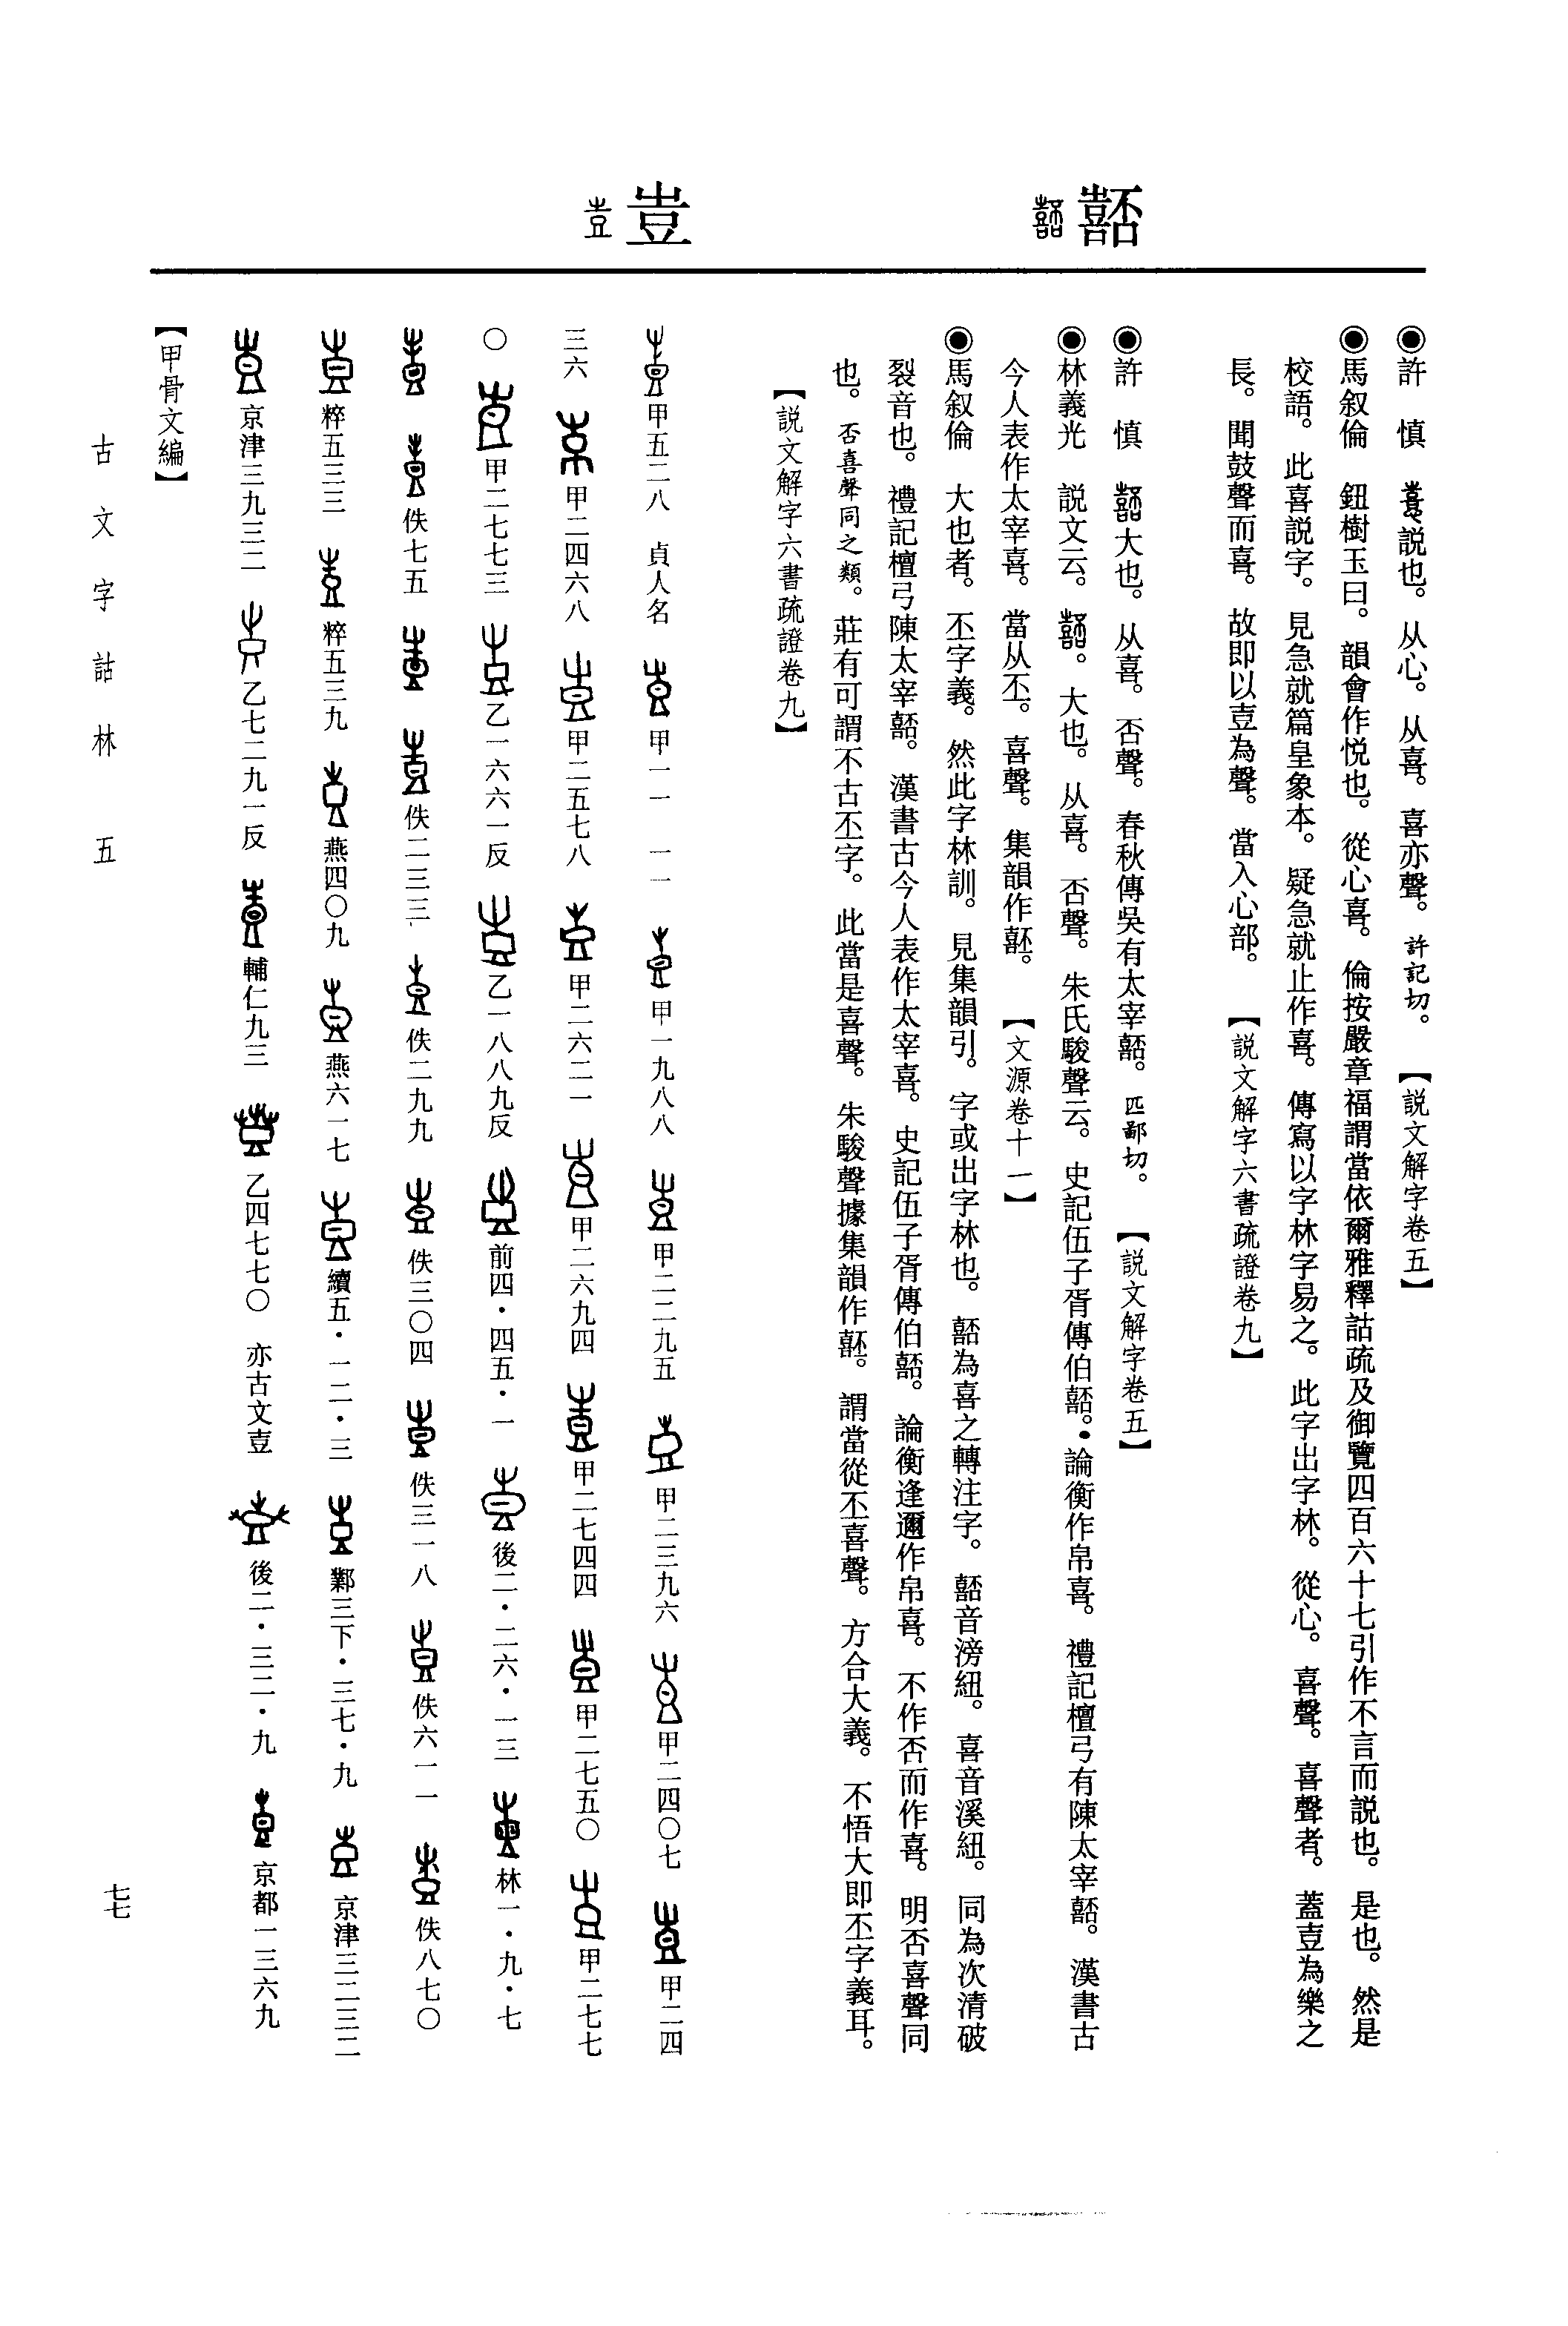 嚭
壴
◉許　慎　憙說也。从心。从喜。喜亦聲。許記切。　【説文解字卷五】
◉馬叙倫　鈕樹玉曰。韻會作悅也。從心喜。倫按嚴章福謂當依爾雅釋詁疏及御覽四百六十七引作不言而説也。是也。然是
校語。此喜説字。見急就篇皇象本。疑急就止作喜。傳寫以字林字易之。此字出字林。從心。喜聲。喜聲者。蓋壴為樂之
長。聞鼓聲而喜。故即以壴為聲。當入心部。　【説文解字六書疏證卷九】
◉許　慎　嚭大也。从喜。否聲。春秋傳吳有太宰嚭。匹鄙切。　【説文解字卷五】
◉林義光　説文云。嚭。大也。从喜。否聲。朱氏駿聲云。史記伍子胥傳伯嚭。論衡作帛喜。禮記檀弓有陳太宰嚭。漢書古
今人表作太宰喜。當从丕。喜聲。集韻作𡔷。　【文源卷十一】
◉馬叙倫　大也者。丕字義。然此字林訓。見集韻引。字或出字林也。嚭為喜之轉注字。嚭音滂紐。喜音溪紐。同為次清破
裂音也。禮記檀弓陳太宰嚭。漢書古今人表作太宰喜。史記伍子胥傳伯嚭。論衡逢遭作帛喜。不作否而作喜。明否喜聲同
也。否喜聲同之類。莊有可謂不古丕字。此當是喜聲。朱駿聲據集韻作𡔷。謂當從丕喜聲。方合大義。不悟大即丕字義耳。
【説文解字六書疏證卷九】
甲五二八　貞人名　甲一一一一　甲一九八八　甲二二九五　甲二三九六　甲二四〇七　甲二四
三六　甲二四六八　甲二五七八　甲二六二一　甲二六九四　甲二七四四　甲二七五〇　甲二七七
〇　甲二七七三　乙一六六一反　乙一八八九反　前四・四五・一　後二・二六・一三　林一・九・七
佚七五　佚二三三　佚二九九　佚三〇四　佚三一八　佚六一一　佚八七〇
粹五三三　粹五三九　燕四〇九　燕六一七　續五・一二・三　鄴三下・三七・九　京津三二三二
京津三九三二　乙七二九一反　輔仁九三　乙四七七〇　亦古文壴　後二・三二・九　京都一三六九
【甲骨文編】
古文字詁林　五
七七